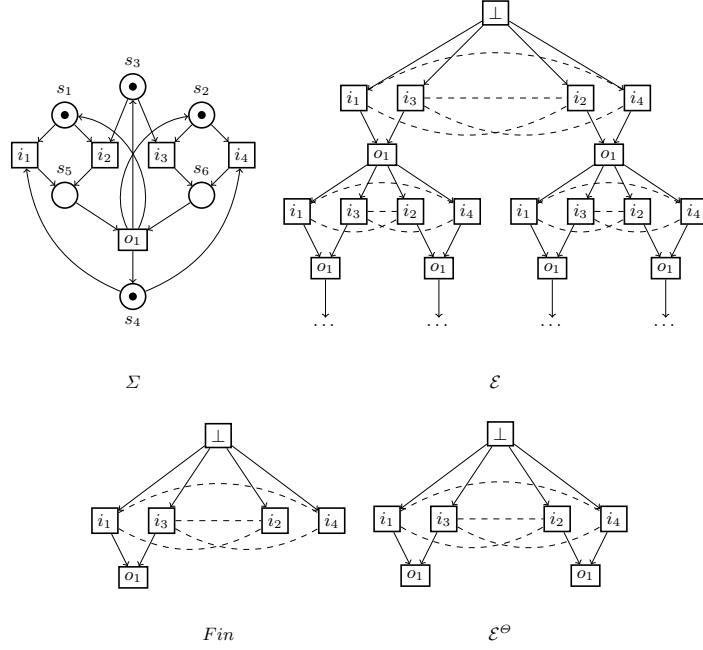 ⊥
s₃
s₁ s₂
i₁ i₃ i₂ i₄
i₁ i₂ i₃ i₄
s₅ s₆
o₁ o₁
i₁ i₃ i₂ i₄ i₁ i₃ i₂ i₄
o₁
o₁ o₁ o₁ o₁
s₄
... ... ... ...
Σ ℰ
⊥ ⊥
i₁ i₃ i₂ i₄ i₁ i₃ i₂ i₄
o₁ o₁ o₁
Fin ℰ^Θ